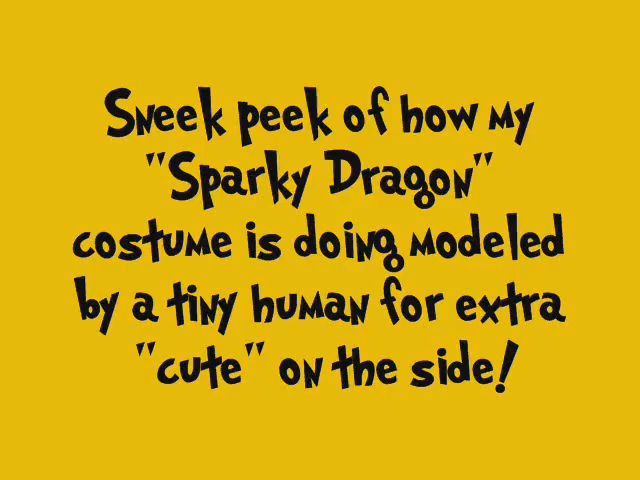 Sneek peek of how my
"Sparky Dragon"
costume is doing modeled
by a tiny human for extra
"cute" on the side!